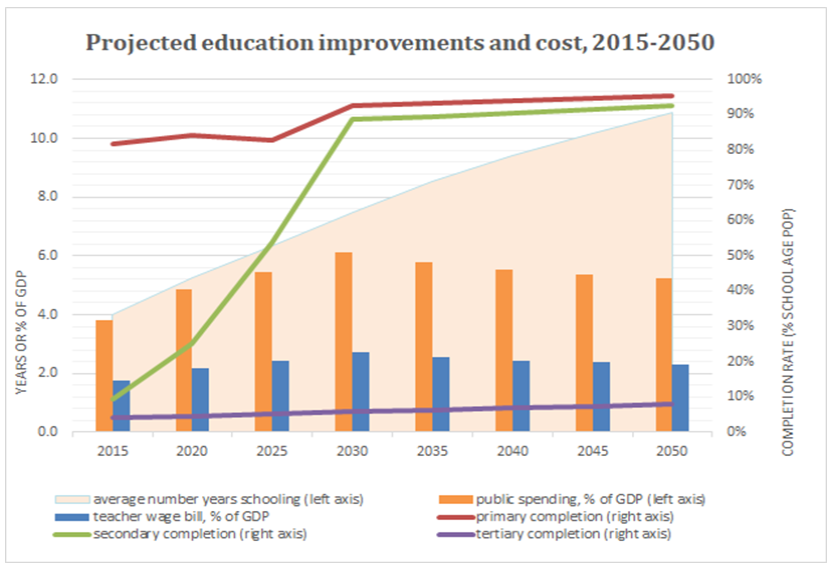 Projected education improvements and cost, 2015-2050
12.0
10.0
8.0
6.0
4.0
2.0
0.0
YEARS OR % OF GDP
100%
90%
80%
70%
60%
50%
40%
30%
20%
10%
0%
COMPLETION RATE (% SCHOOL AGE POP)
2015 2020 2025 2030 2035 2040 2045 2050
average number years schooling (left axis)
public spending, % of GDP (left axis)
teacher wage bill, % of GDP
primary completion (right axis)
secondary completion (right axis)
tertiary completion (right axis)